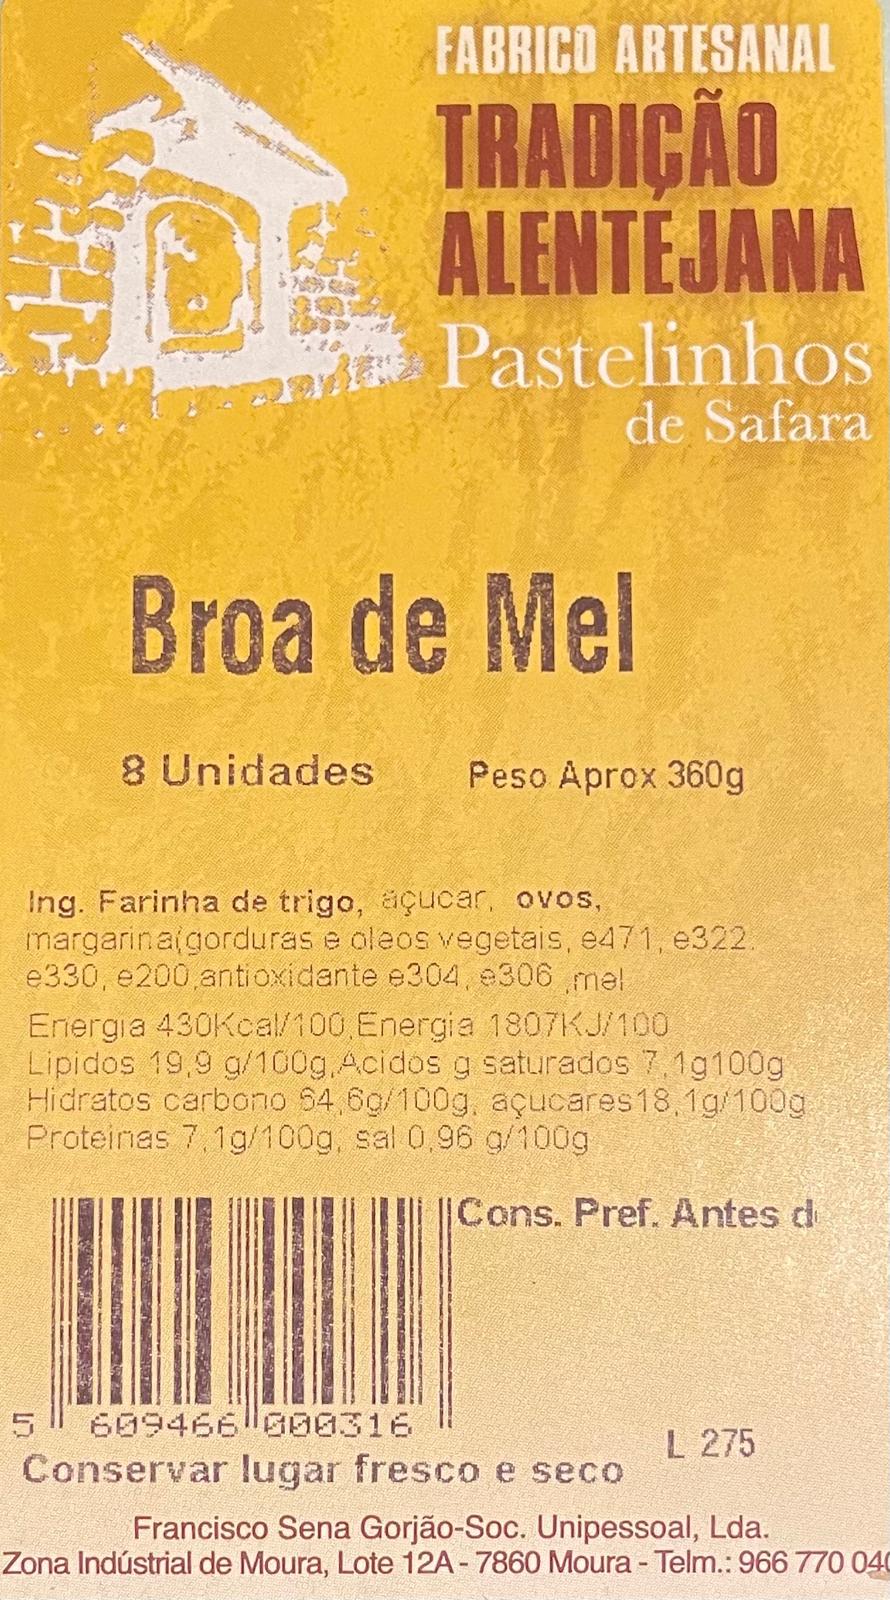 FABRICO ARTESANAL
TRADIÇÃO
ALENTEJANA
Pastelinhos
de Safara
Broa de Mel
8 Unidades Peso Aprox 360g
Ing. Farinha de trigo, açucar, ovos,
margarina(gorduras e oleos vegetais, e471, e322,
e330, e200,antioxidante e304, e306 ,mel
Energia 430Kcal/100,Energia 1807KJ/100
Lipidos 19,9 g/100g,Acidos g saturados 7,1g100g
Hidratos carbono 64,6g/100g, açucares18,1g/100g
Proteinas 7,1g/100g, sal 0,96 g/100g
Cons. Pref. Antes d
5 609466 000316
L 275
Conservar lugar fresco e seco
Francisco Sena Gorjão-Soc. Unipessoal, Lda.
Zona Indústrial de Moura, Lote 12A - 7860 Moura - Telm.: 966 770 040